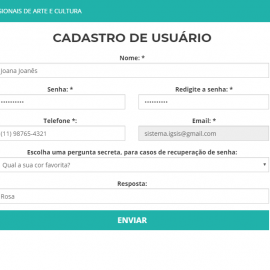 SIONAIS DE ARTE E CULTURA
CADASTRO DE USUÁRIO
Nome: *
Joana Joanês
Senha: * Redigite a senha: *
•••••••••• ••••••••••
Telefone *: Email: *
(11) 98765-4321 sistema.igsis@gmail.com
Escolha uma pergunta secreta, para casos de recuperação de senha:
Qual a sua cor favorita?
Resposta:
Rosa
ENVIAR